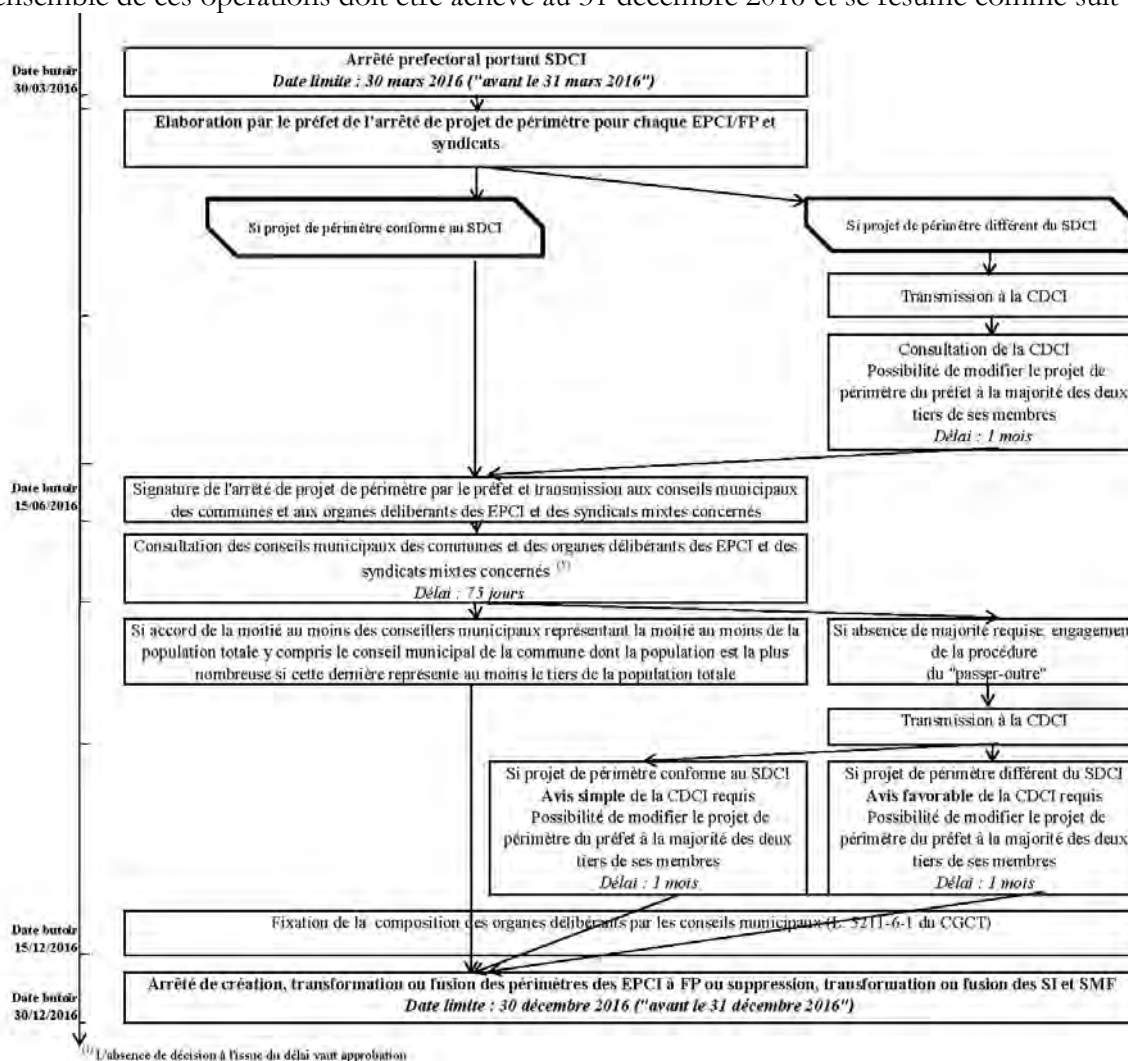 ensemble de ces opérations doit être achevé au 31 décembre 2016 et se résume comme suit
Date butoir
30/03/2016
Arrêté prefectoral portant SDCI
Date limite : 30 mars 2016 ("avant le 31 mars 2016")
Elaboration par le préfet de l'arrêté de projet de périmètre pour chaque EPCI/FP et
syndicats
Si projet de périmètre conforme au SDCI
Si projet de périmètre différent du SDCI
Transmission à la CDCI
Consultation de la CDCI
Possibilité de modifier le projet de
périmètre du préfet à la majorité des deux
tiers de ses membres
Délai : 1 mois
Date butoir
15/06/2016
Signature de l'arrêté de projet de périmètre par le préfet et transmission aux conseils municipaux
des communes et aux organes délibérants des EPCI et des syndicats mixtes concernés
Consultation des conseils municipaux des communes et des organes délibérants des EPCI et des
syndicats mixtes concernés (1)
Délai : 75 jours
Si accord de la moitié au moins des conseillers municipaux représentant la moitié au moins de la
population totale y compris le conseil municipal de la commune dont la population est la plus
nombreuse si cette dernière représente au moins le tiers de la population totale
Si absence de majorité requise, engagement
de la procédure
du "passer-outre"
Transmission à la CDCI
Si projet de périmètre conforme au SDCI
Avis simple de la CDCI requis
Possibilité de modifier le projet de
périmètre du préfet à la majorité des deux
tiers de ses membres
Délai : 1 mois
Si projet de périmètre différent du SDCI
Avis favorable de la CDCI requis
Possibilité de modifier le projet de
périmètre du préfet à la majorité des deux
tiers de ses membres
Délai : 1 mois
Date butoir
15/12/2016
Fixation de la composition des organes délibérants par les conseils municipaux (L. 5211-6-1 du CGCT)
Date butoir
30/12/2016
Arrêté de création, transformation ou fusion des périmètres des EPCI à FP ou suppression, transformation ou fusion des SI et SMF
Date limite : 30 décembre 2016 ("avant le 31 décembre 2016")
(1) L'absence de décision à l'issue du délai vaut approbation